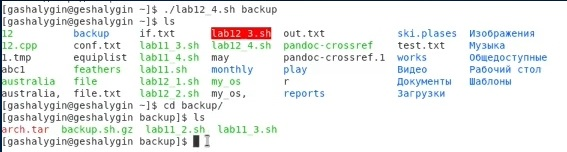 [gashalygin@geshalygin ~]$ ./lab12_4.sh backup
[gashalygin@geshalygin ~]$ ls
12 backup if.txt lab12_3.sh out.txt ski.plases Изображения
12.cpp conf.txt lab11_3.sh lab12_4.sh pandoc-crossref test.txt Музыка
1.tmp equiplist lab11_4.sh may pandoc-crossref.1 works Общедоступные
abc1 feathers lab11.sh monthly play Видео Рабочий стол
australia file lab12_1.sh my_os r Документы Шаблоны
australia, file.txt lab12_2.sh my_os, reports Загрузки
[gashalygin@geshalygin ~]$ cd backup/
[gashalygin@geshalygin backup]$ ls
arch.tar backup.sh.gz lab11_2.sh lab11_3.sh
[gashalygin@geshalygin backup]$